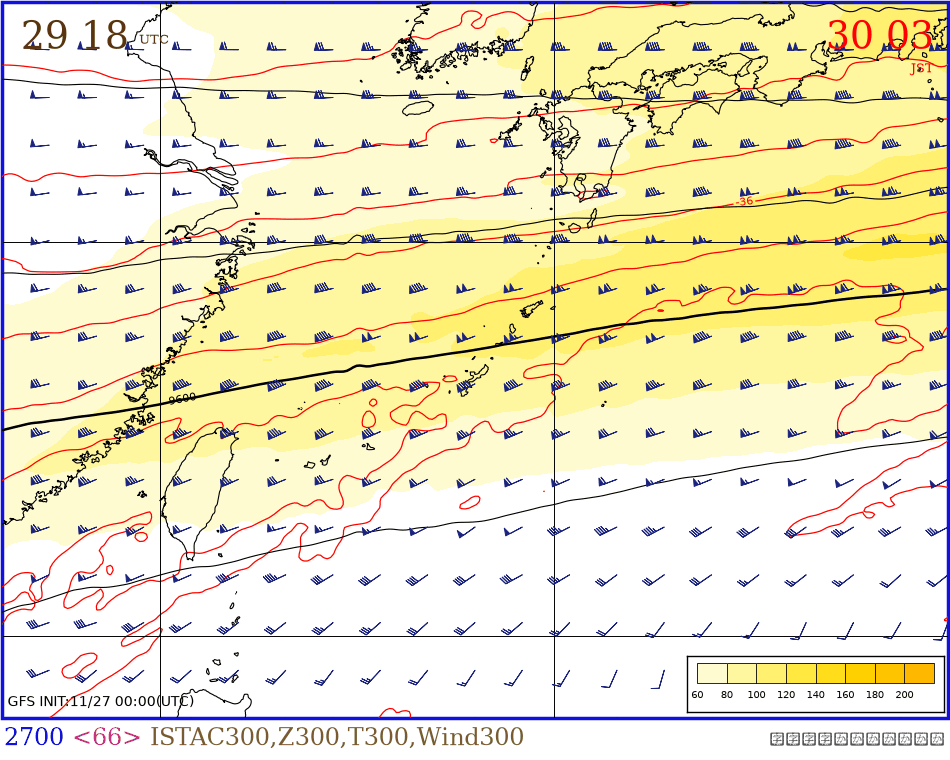 29 18 UTC 30 03
JST
-36
9600
60 80 100 120 140 160 180 200
GFS INIT:11/27 00:00(UTC)
2700 <66> ISTAC300,Z300,T300,Wind300